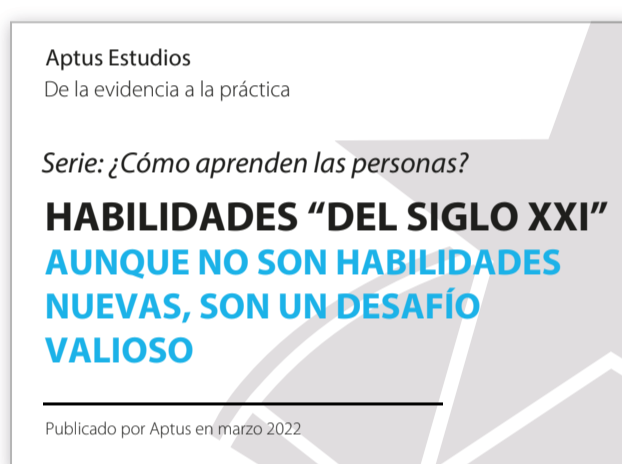 Aptus Estudios
De la evidencia a la práctica
Serie: ¿Cómo aprenden las personas?
HABILIDADES “DEL SIGLO XXI”
AUNQUE NO SON HABILIDADES
NUEVAS, SON UN DESAFÍO
VALIOSO
Publicado por Aptus en marzo 2022